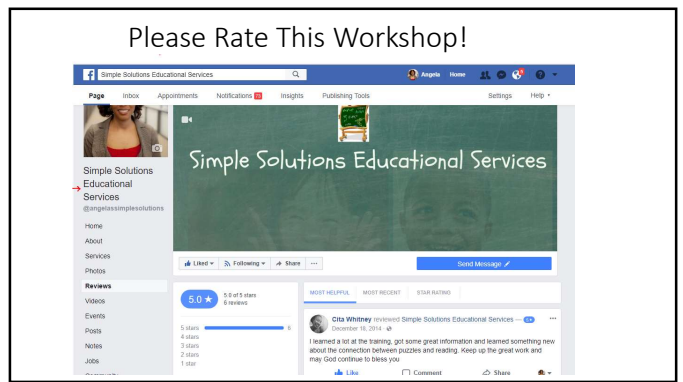 Please Rate This Workshop!
Simple Solutions Educational Services
Angela Home
Page Inbox Appointments Notifications 73 Insights Publishing Tools Settings Help
Simple Solutions Educational Services
Simple Solutions
Educational
Services
@angelassimplesolutions
Home
About
Services
Photos
Reviews
Videos
Events
Posts
Notes
Jobs
Liked Following Share ... Send Message
5.0 ★
5.0 of 5 stars
6 reviews
5 stars 6
4 stars
3 stars
2 stars
1 star
MOST HELPFUL MOST RECENT STAR RATING
Cita Whitney reviewed Simple Solutions Educational Services — 5★
December 18, 2014 ·
I learned a lot at the training, got some great information and learned something new
about the connection between puzzles and reading. Keep up the great work and
may God continue to bless you
Like Comment Share